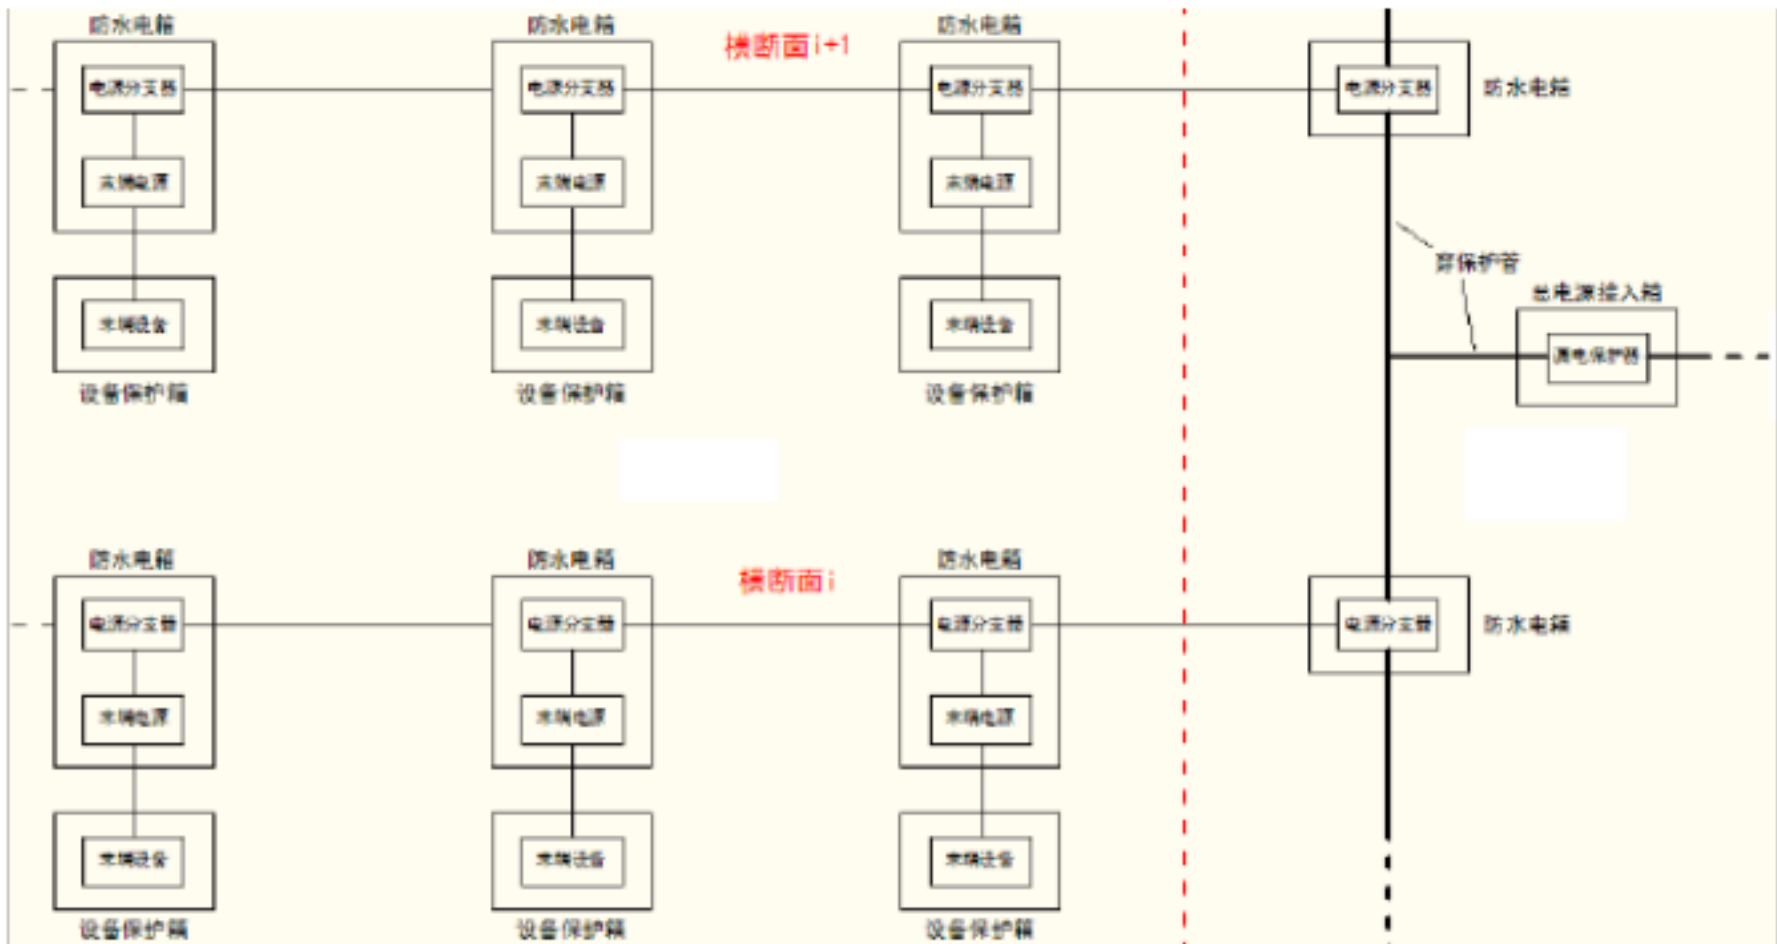 防水电箱 防水电箱 横断面i+1 防水电箱
电源分支器 电源分支器 电源分支器 电源分支器 防水电箱
末端电源 末端电源 末端电源
穿保护管
总电源接入箱
末端设备 末端设备 末端设备
漏电保护器
设备保护箱 设备保护箱 设备保护箱
防水电箱 防水电箱 横断面i 防水电箱
电源分支器 电源分支器 电源分支器 电源分支器 防水电箱
末端电源 末端电源 末端电源
末端设备 末端设备 末端设备
设备保护箱 设备保护箱 设备保护箱